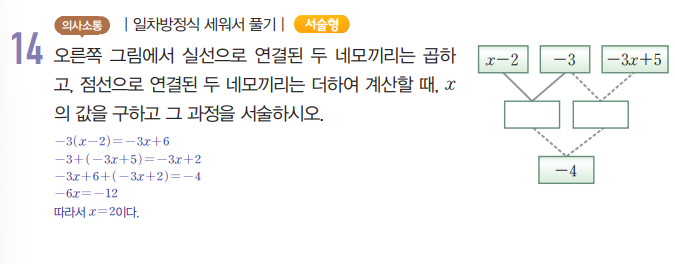 의사소통 | 일차방정식 세워서 풀기 | 서술형
14 오른쪽 그림에서 실선으로 연결된 두 네모끼리는 곱하
고, 점선으로 연결된 두 네모끼리는 더하여 계산할 때, x
의 값을 구하고 그 과정을 서술하시오.
-3(x-2)=-3x+6
-3+(-3x+5)=-3x+2
-3x+6+(-3x+2)=-4
-6x=-12
따라서 x=2이다.
x-2 -3 -3x+5
-4